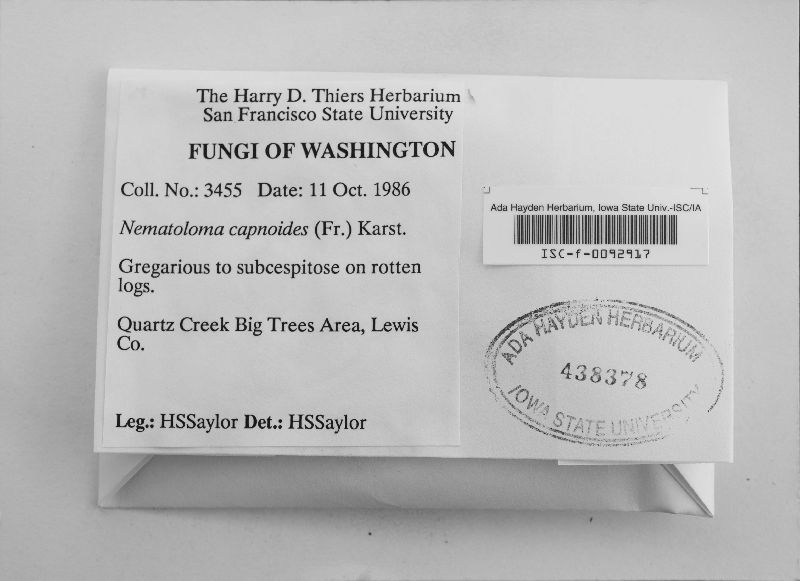 The Harry D. Thiers Herbarium
San Francisco State University
FUNGI OF WASHINGTON
Coll. No.: 3455 Date: 11 Oct. 1986
Nematoloma capnoides (Fr.) Karst.
Gregarious to subcespitose on rotten
logs.
Quartz Creek Big Trees Area, Lewis
Co.
Leg.: HSSaylor Det.: HSSaylor
Ada Hayden Herbarium, Iowa State Univ.-ISC/IA
ISC-f-0092917
ADA HAYDEN HERBARIUM
438378
IOWA STATE UNIVERSITY